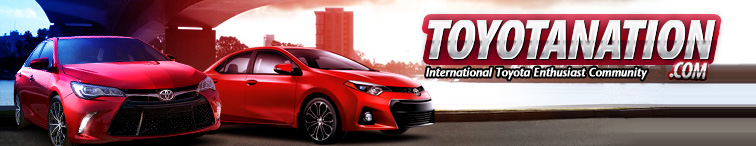 TOYOTANATION
.COM
International Toyota Enthusiast Community